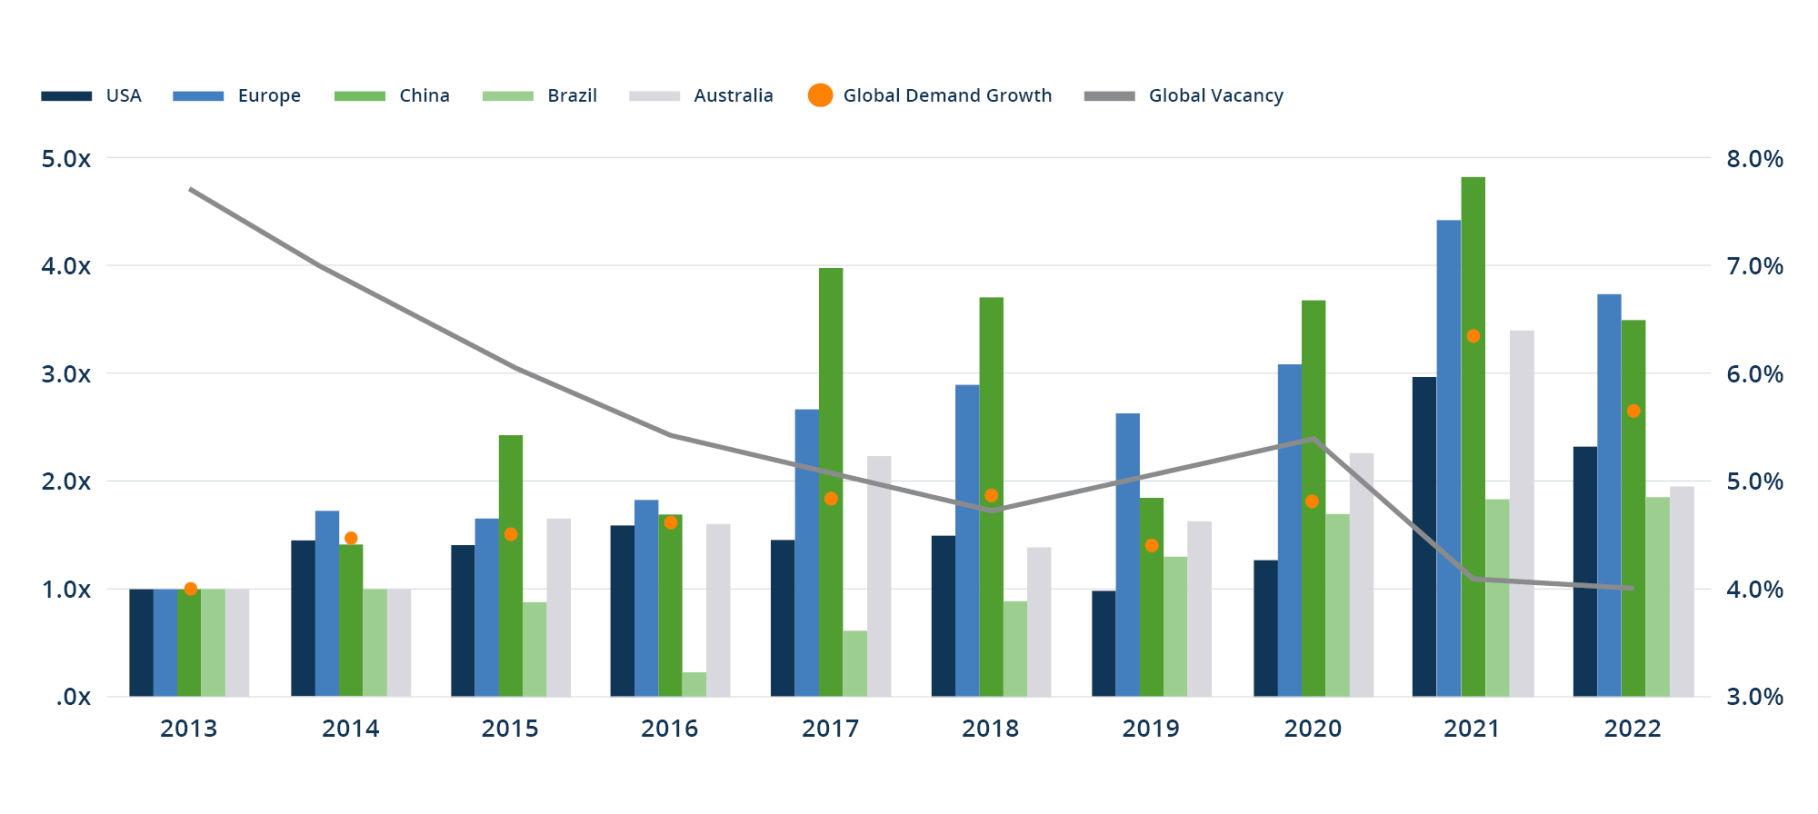 USA Europe China Brazil Australia Global Demand Growth Global Vacancy
5.0x 8.0%
4.0x 7.0%
3.0x 6.0%
2.0x 5.0%
1.0x 4.0%
.0x 3.0%
2013 2014 2015 2016 2017 2018 2019 2020 2021 2022